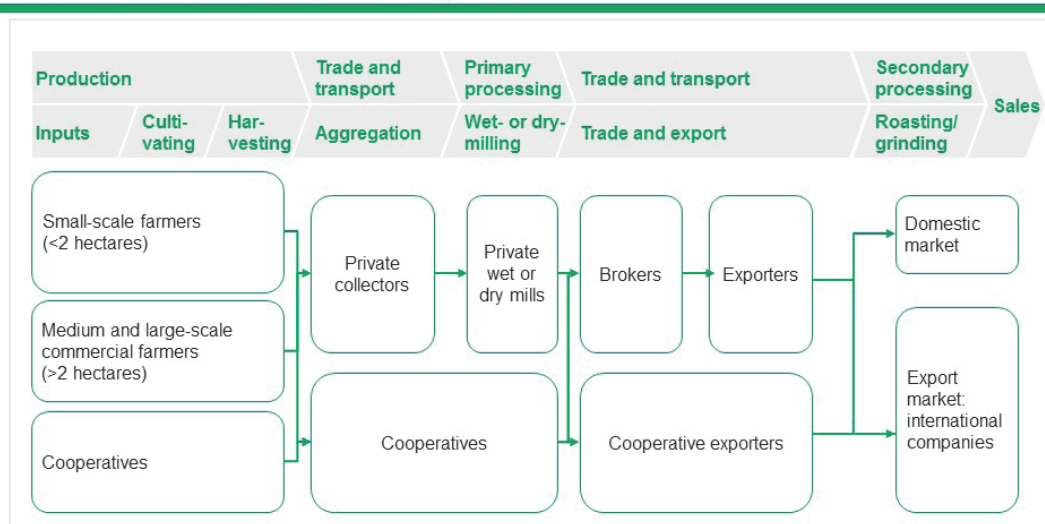 Production
Trade and
transport
Primary
processing
Trade and transport
Secondary
processing
Sales
Inputs
Culti-
vating
Har-
vesting
Aggregation
Wet- or dry-
milling
Trade and export
Roasting/
grinding
Small-scale farmers
(<2 hectares)
Medium and large-scale
commercial farmers
(>2 hectares)
Cooperatives
Private
collectors
Private
wet or
dry mills
Brokers
Exporters
Cooperatives
Cooperative exporters
Domestic
market
Export
market:
international
companies